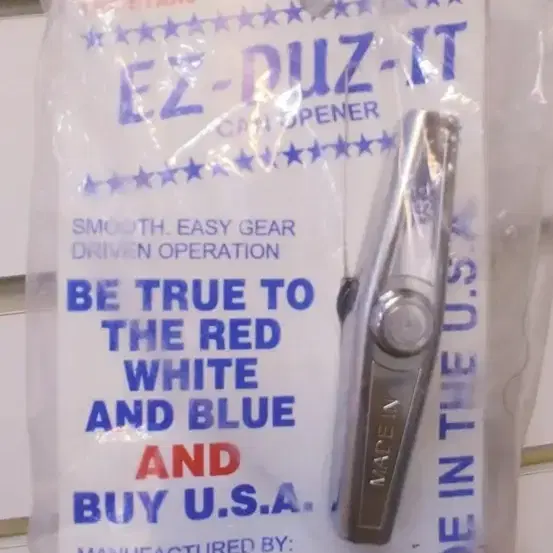 EZ-DUZ-IT
CAN OPENER
SMOOTH. EASY GEAR
DRIVEN OPERATION
BE TRUE TO
THE RED
WHITE
AND BLUE
AND
BUY U.S.A.
MANUFACTURED BY:
MADE IN
DE IN THE U.S.A.